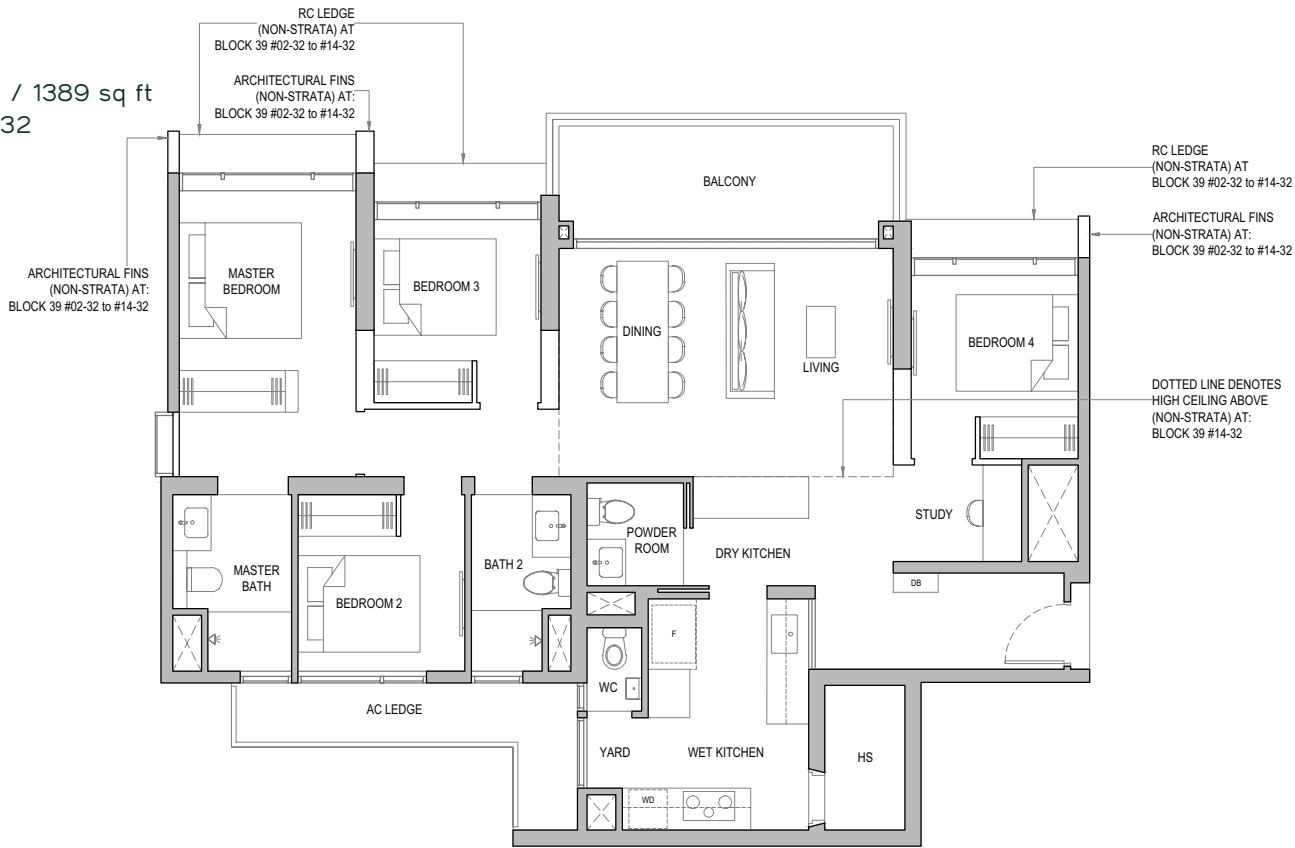 RC LEDGE
(NON-STRATA) AT
BLOCK 39 #02-32 to #14-32
ARCHITECTURAL FINS
(NON-STRATA) AT:
BLOCK 39 #02-32 to #14-32
/ 1389 sq ft
32
RC LEDGE
(NON-STRATA) AT
BLOCK 39 #02-32 to #14-32
BALCONY
ARCHITECTURAL FINS
(NON-STRATA) AT:
BLOCK 39 #02-32 to #14-32
ARCHITECTURAL FINS
(NON-STRATA) AT:
BLOCK 39 #02-32 to #14-32
MASTER
BEDROOM
BEDROOM 3
DINING
LIVING
BEDROOM 4
DOTTED LINE DENOTES
HIGH CEILING ABOVE
(NON-STRATA) AT:
BLOCK 39 #14-32
STUDY
POWDER
ROOM
DRY KITCHEN
MASTER
BATH
BEDROOM 2
BATH 2
DB
F
WC
AC LEDGE
YARD
WET KITCHEN
HS
WD